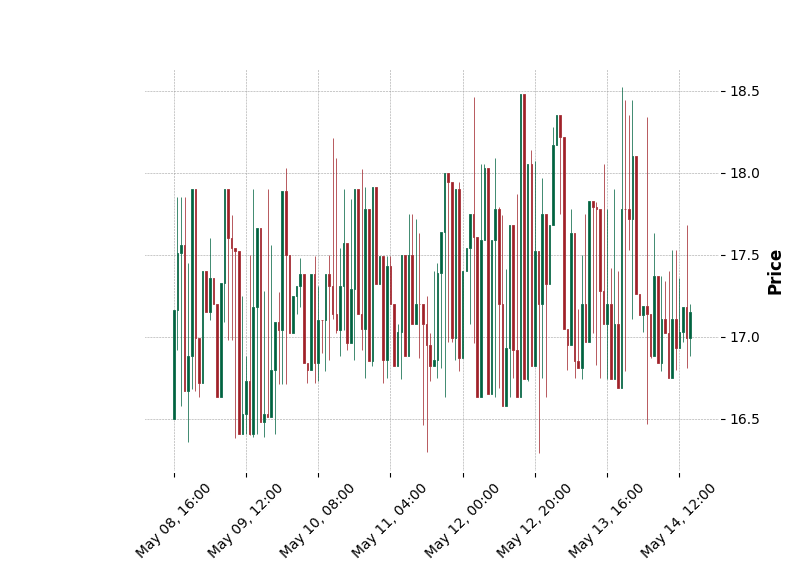 18.5
18.0
17.5
17.0
16.5
Price
May 08, 16:00
May 09, 12:00
May 10, 08:00
May 11, 04:00
May 12, 00:00
May 12, 20:00
May 13, 16:00
May 14, 12:00